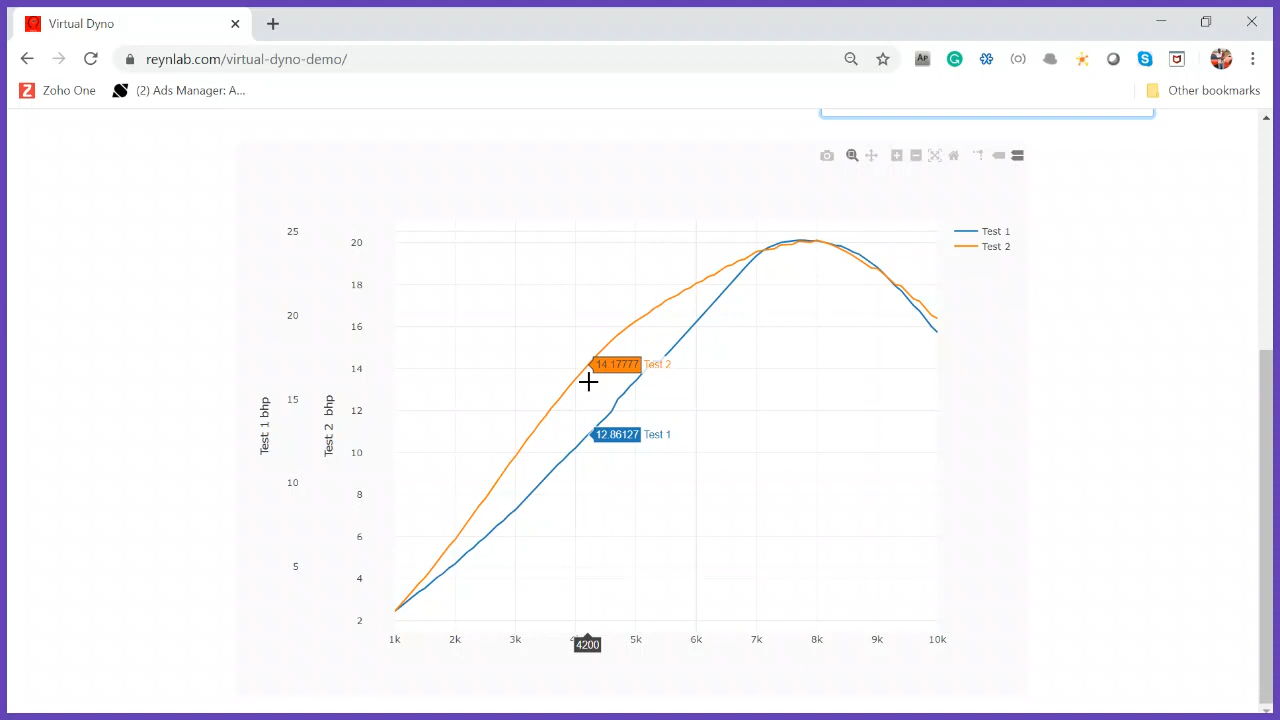 Virtual Dyno
reynlab.com/virtual-dyno-demo/
AP
Zoho One
(2) Ads Manager: A...
Other bookmarks
Test 1
Test 2
Test 1 bhp
25
20
15
10
5
Test 2 bhp
20
18
16
14
12
10
8
6
4
2
14.17777 Test 2
12.86127 Test 1
1k 2k 3k 5k 6k 7k 8k 9k 10k
4200